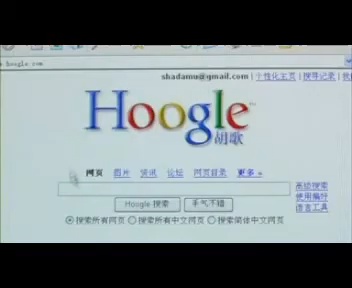 .hoogle.com
shadamu@gmail.com | 个性化主页 | 搜寻记录 |
Hoogle
胡歌
网页 图片 资讯 论坛 网页目录 更多 »
高级搜索
使用偏好
语言工具
Hoogle 搜索 手气不错
搜索所有网页 搜索所有中文网页 搜索简体中文网页